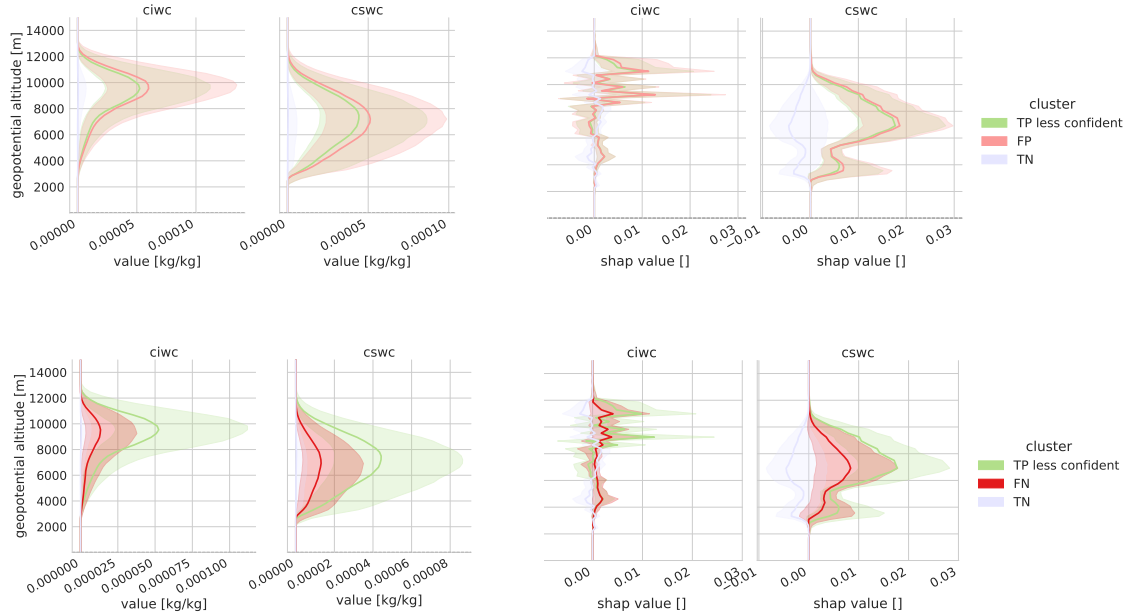 ciwc
cswc
ciwc
cswc
geopotential altitude [m]
14000
12000
10000
8000
6000
4000
2000
0.00000
0.00005
0.00010
value [kg/kg]
0.00000
0.00005
0.00010
value [kg/kg]
0.00
0.01
0.02
0.03
shap value []
−0.01
0.00
0.01
0.02
0.03
shap value []
cluster
TP less confident
FP
TN
ciwc
cswc
ciwc
cswc
geopotential altitude [m]
14000
12000
10000
8000
6000
4000
2000
0.000000
0.000025
0.000050
0.000075
0.000100
value [kg/kg]
0.00000
0.00002
0.00004
0.00006
0.00008
value [kg/kg]
0.00
0.01
0.02
0.03
shap value []
−0.01
0.00
0.01
0.02
0.03
shap value []
cluster
TP less confident
FN
TN